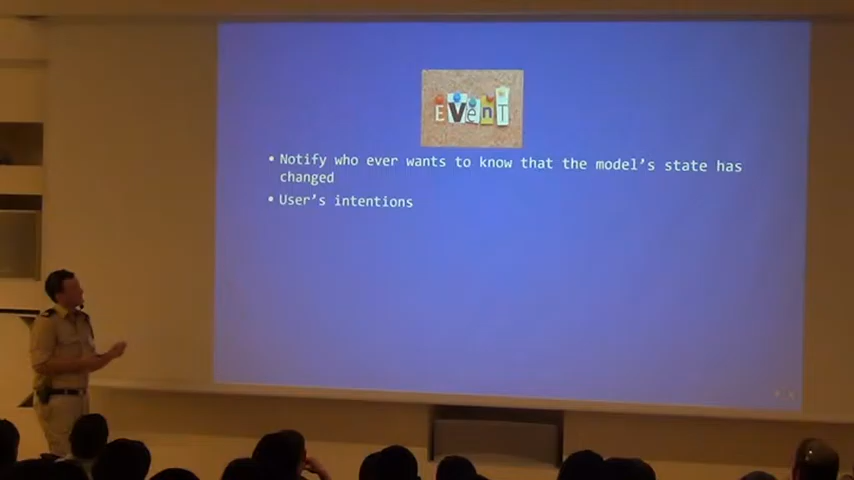 EVenT
• Notify who ever wants to know that the model's state has
changed
• User's intentions